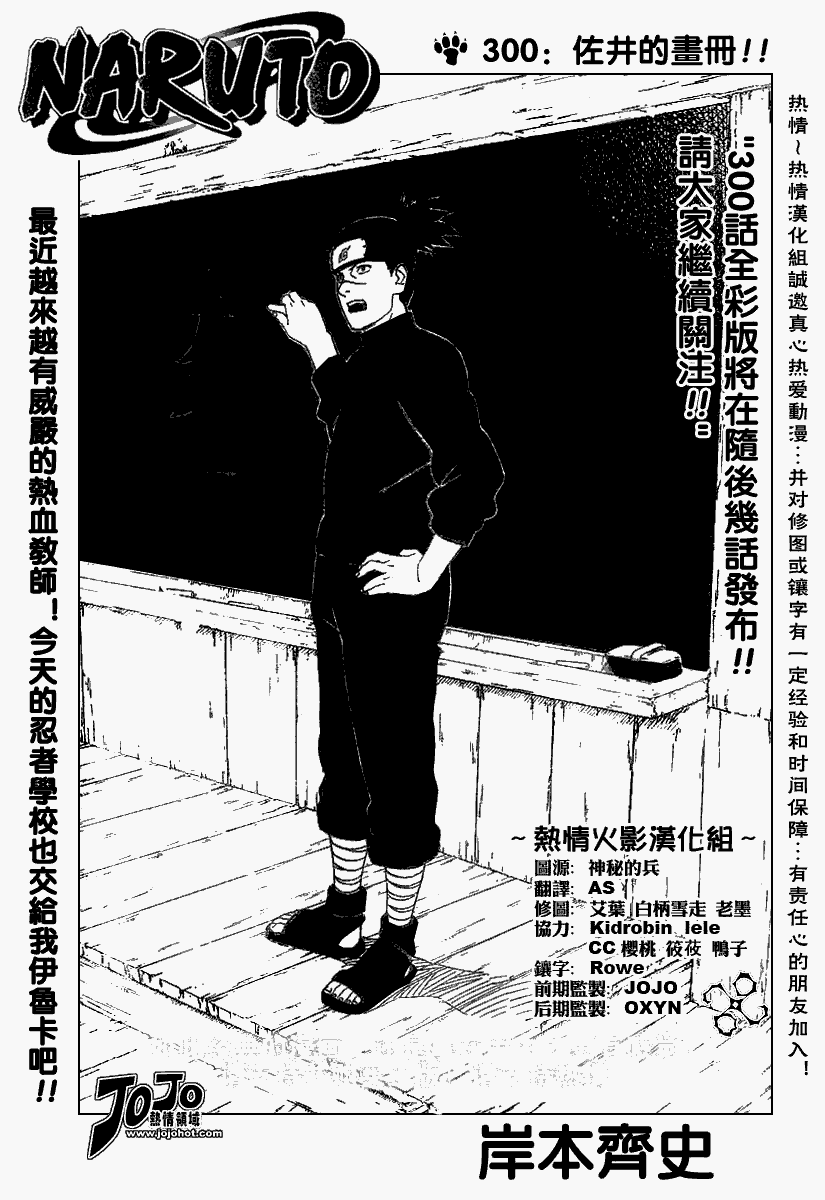 NARUTO
300：佐井的畫冊!!
热情~热情漢化組誠邀真心热爱動漫…并对修图或镶字有一定经验和时间保障…有责任心的朋友加入！
"300話全彩版將在隨後幾話發布!!
請大家繼續關注!!"
最近越來越有威嚴的熱血教師！今天的忍者學校也交給我伊魯卡吧!!
~熱情火影漢化組~
圖源: 神秘的兵
翻譯: AS
修圖: 艾葉 白柄雪走 老墨
協力: Kidrobin lele
CC櫻桃 筱筱 鴨子
鑲字: Rowe
前期監製: JOJO
后期監製: OXYN
JOJO
熱情領域
www.jojohot.com
岸本齊史